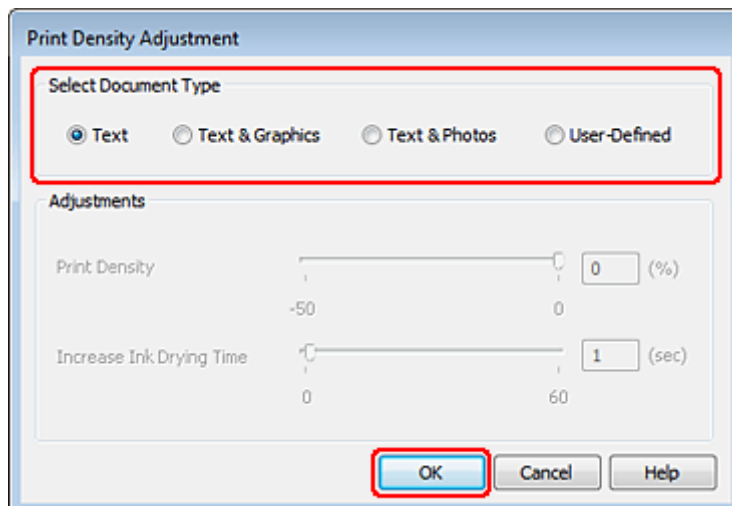 Print Density Adjustment
Select Document Type
Text Text & Graphics Text & Photos User-Defined
Adjustments
Print Density 0 (%)
-50 0
Increase Ink Drying Time 1 (sec)
0 60
OK Cancel Help